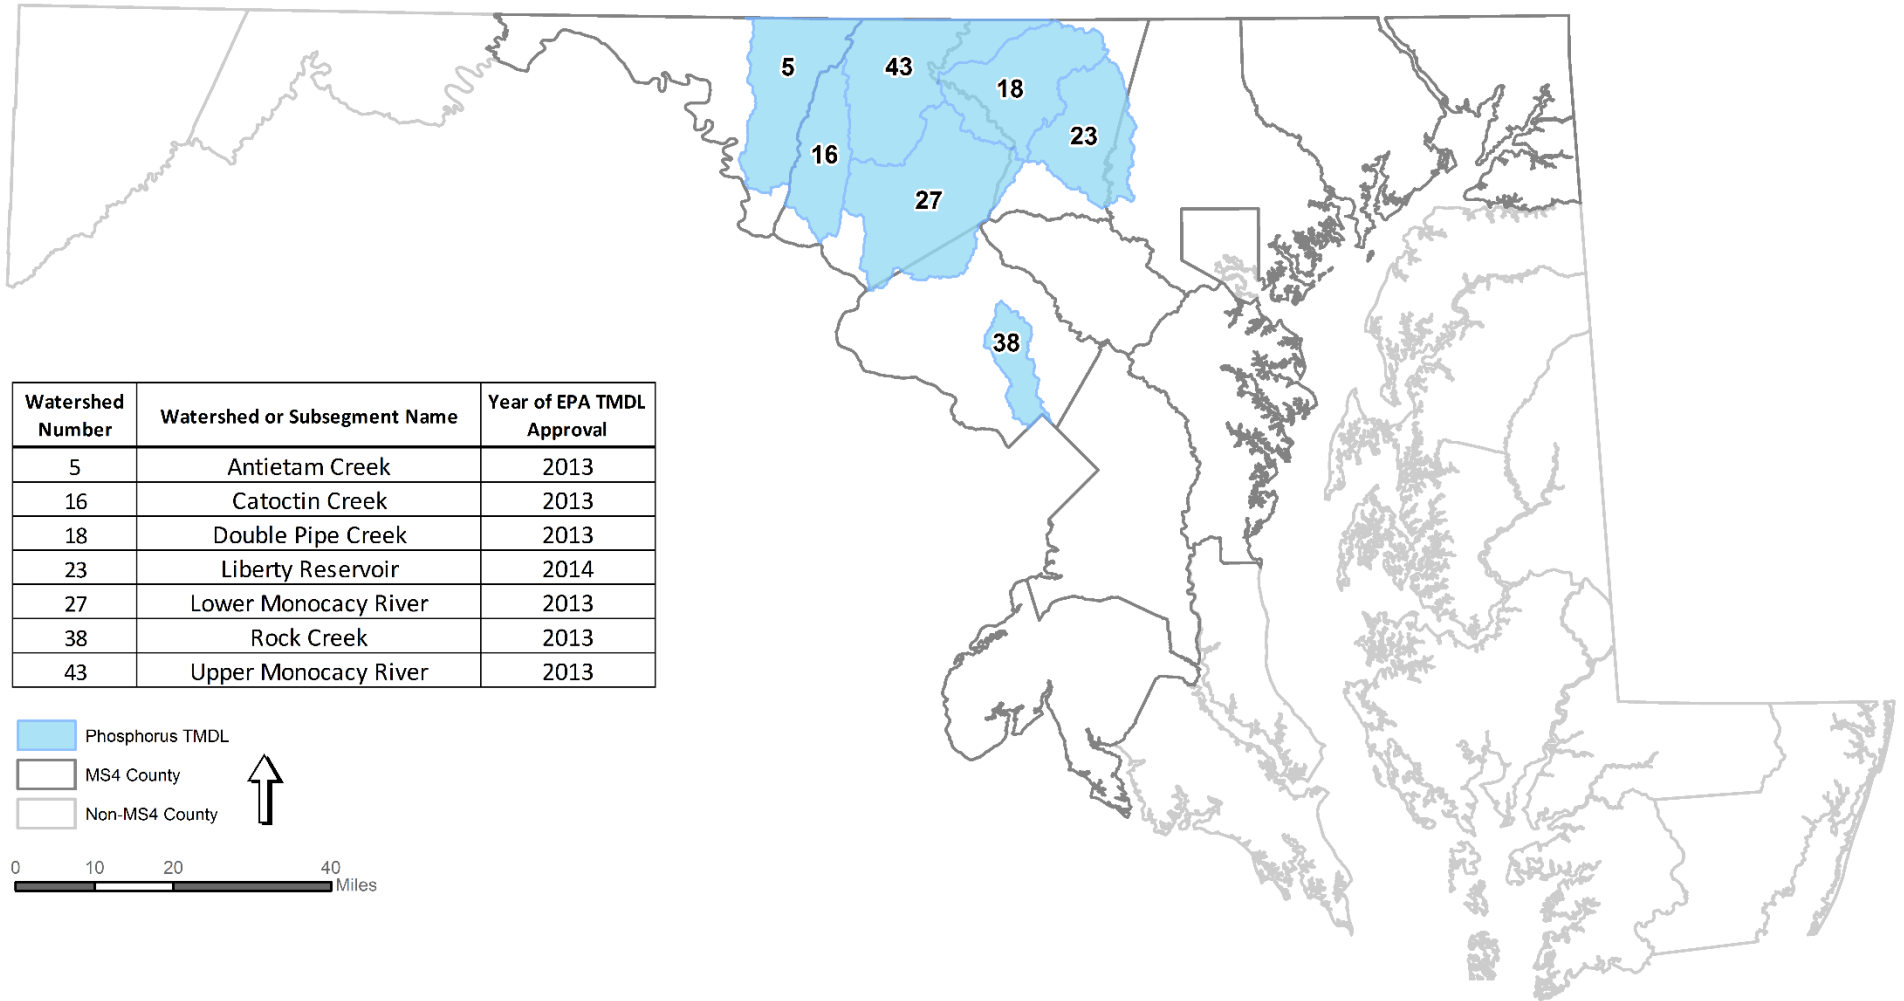 5
43
18
23
16
27
38
Watershed Number Watershed or Subsegment Name Year of EPA TMDL Approval
5 Antietam Creek 2013
16 Catoctin Creek 2013
18 Double Pipe Creek 2013
23 Liberty Reservoir 2014
27 Lower Monocacy River 2013
38 Rock Creek 2013
43 Upper Monocacy River 2013
Phosphorus TMDL
MS4 County
Non-MS4 County
0 10 20 40
Miles